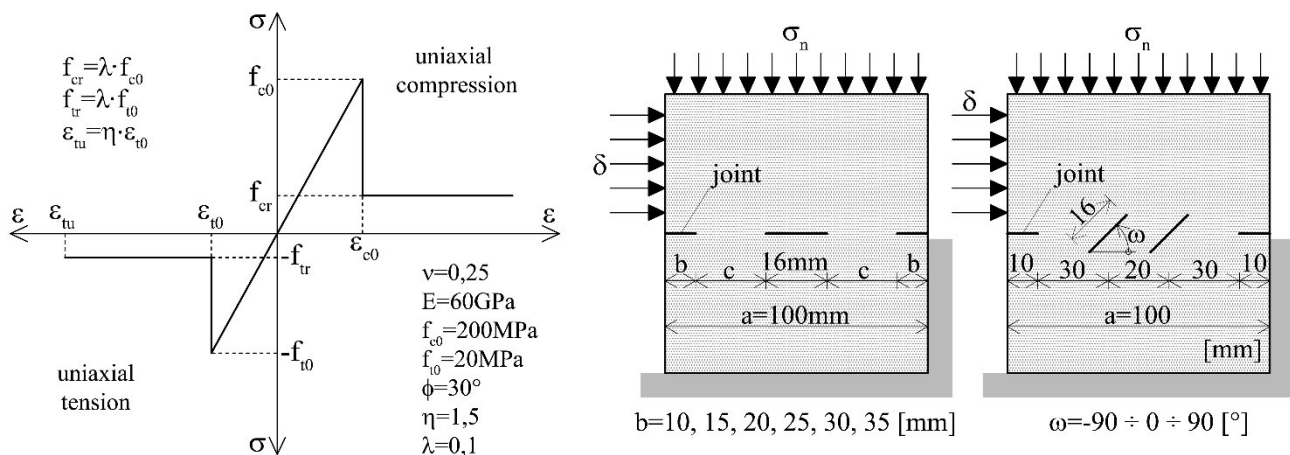 σ
uniaxial
compression
f_cr=λ·f_c0
f_tr=λ·f_t0
ε_tu=η·ε_t0
f_c0
f_cr
ε_tu
ε_t0
ε
ε
ε_c0
-f_tr
-f_t0
uniaxial
tension
σ
ν=0,25
E=60GPa
f_c0=200MPa
f_t0=20MPa
ϕ=30°
η=1,5
λ=0,1
σ_n
δ
joint
b
c
16mm
c
b
a=100mm
b=10, 15, 20, 25, 30, 35 [mm]
σ_n
δ
joint
16
ω
10
30
20
30
10
a=100
[mm]
ω=-90 ÷ 0 ÷ 90 [°]